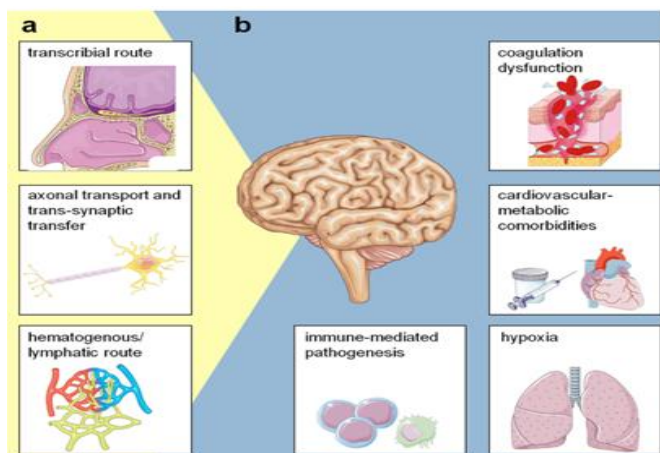 a
b
transcribial route
axonal transport and
trans-synaptic
transfer
hematogenous/
lymphatic route
coagulation
dysfunction
cardiovascular-
metabolic
comorbidities
immune-mediated
pathogenesis
hypoxia